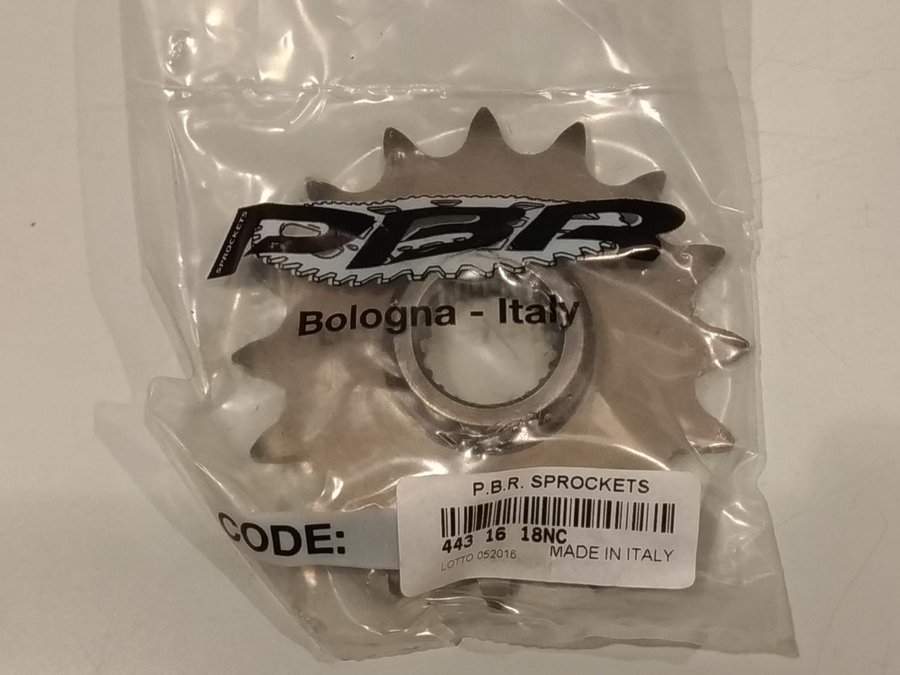 SPROCKETS
PBR
Bologna - Italy
CODE:
P.B.R. SPROCKETS
443 16 18NC
LOTTO 052016
MADE IN ITALY